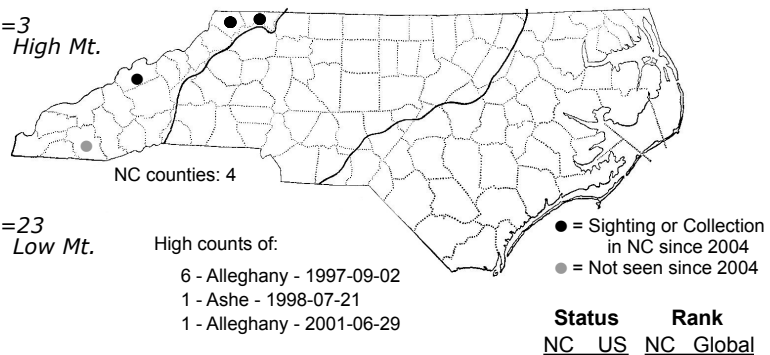 =3
High Mt.
NC counties: 4
=23
Low Mt.
High counts of:
6 - Alleghany - 1997-09-02
1 - Ashe - 1998-07-21
1 - Alleghany - 2001-06-29
= Sighting or Collection
in NC since 2004
= Not seen since 2004
Status Rank
NC US NC Global